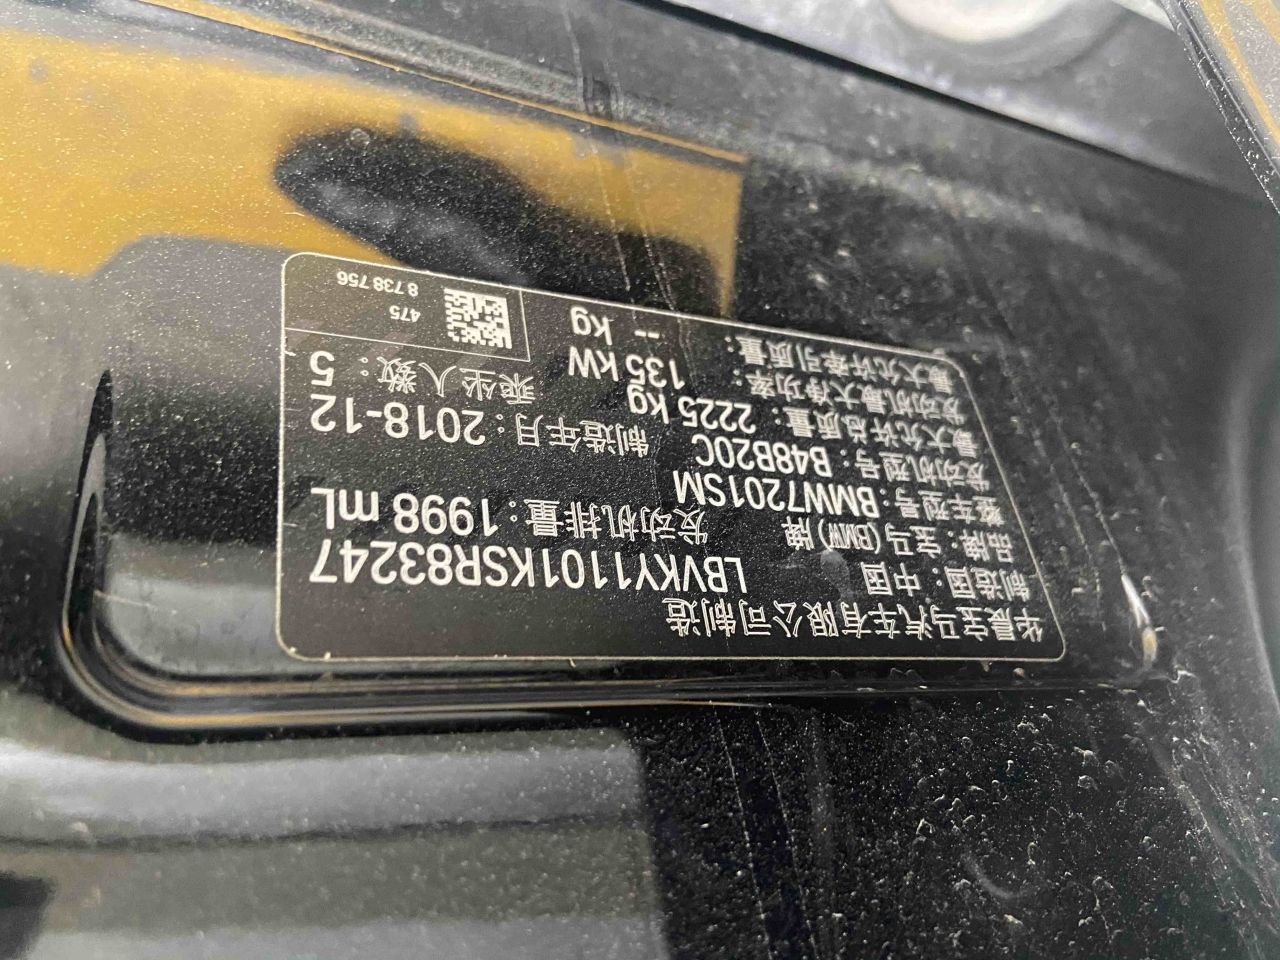 华晨宝马汽车有限公司制造
制造国：中国 LBVKY1101KSR83247
品牌：宝马(BMW)牌
整车型号：BMW7201SM 发动机排量：1998 mL
发动机型号：B48B20C
最大允许总质量：2225 kg 制造年月：2018-12
发动机最大净功率：135 kW 乘坐人数：5
最大允许牵引质量：-- kg
475
8 738 756